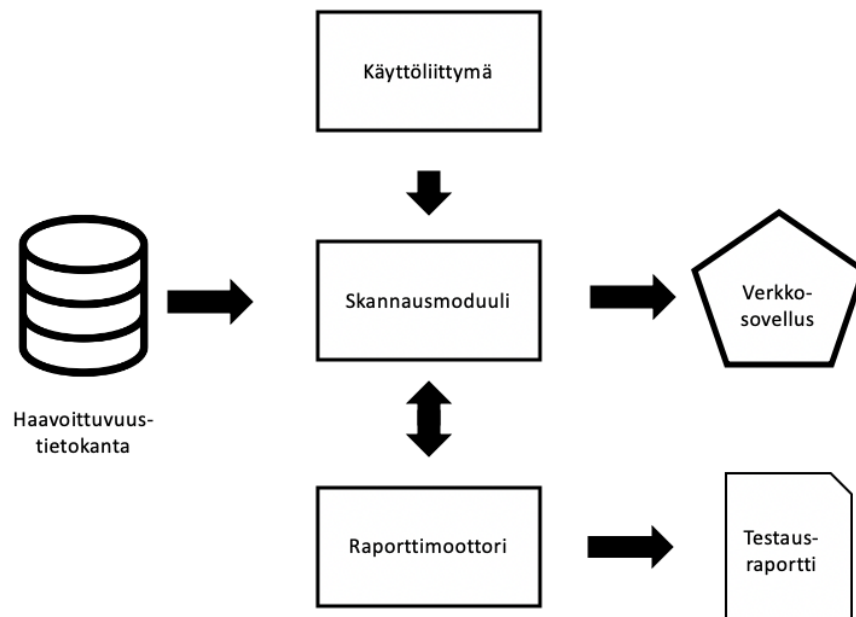 Käyttöliittymä
Skannausmoduuli
Verkko-
sovellus
Haavoittuvuus-
tietokanta
Raporttimoottori
Testaus-
raportti